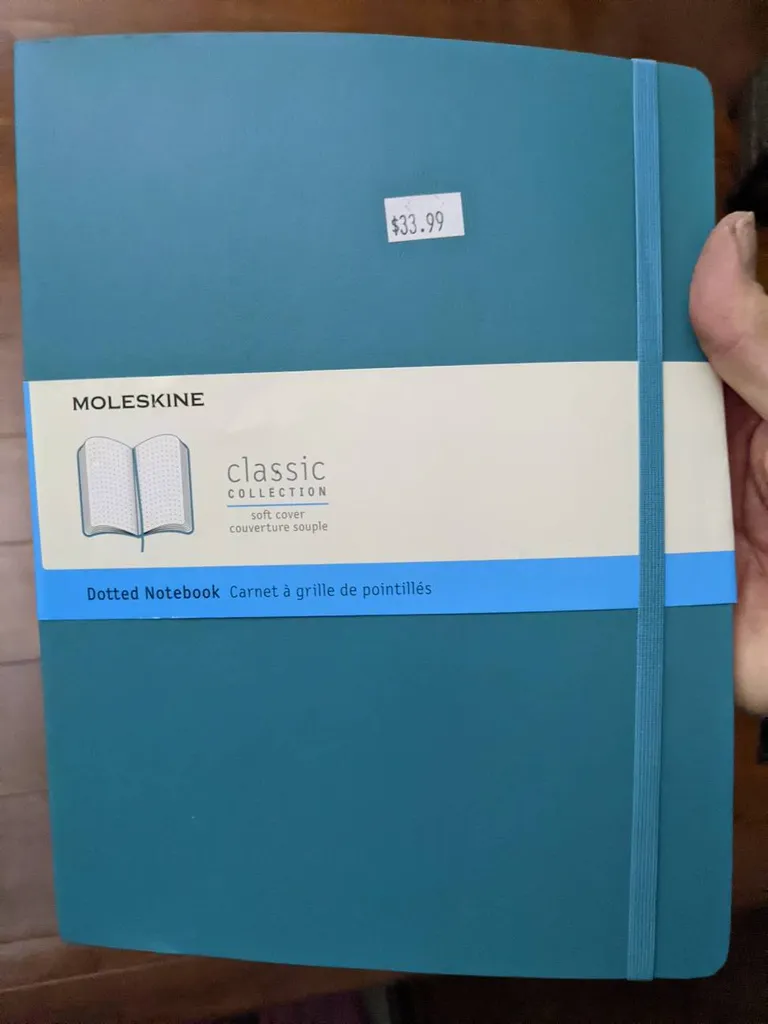 $33.99
MOLESKINE
classic
COLLECTION
soft cover
couverture souple
Dotted Notebook Carnet à grille de pointillés